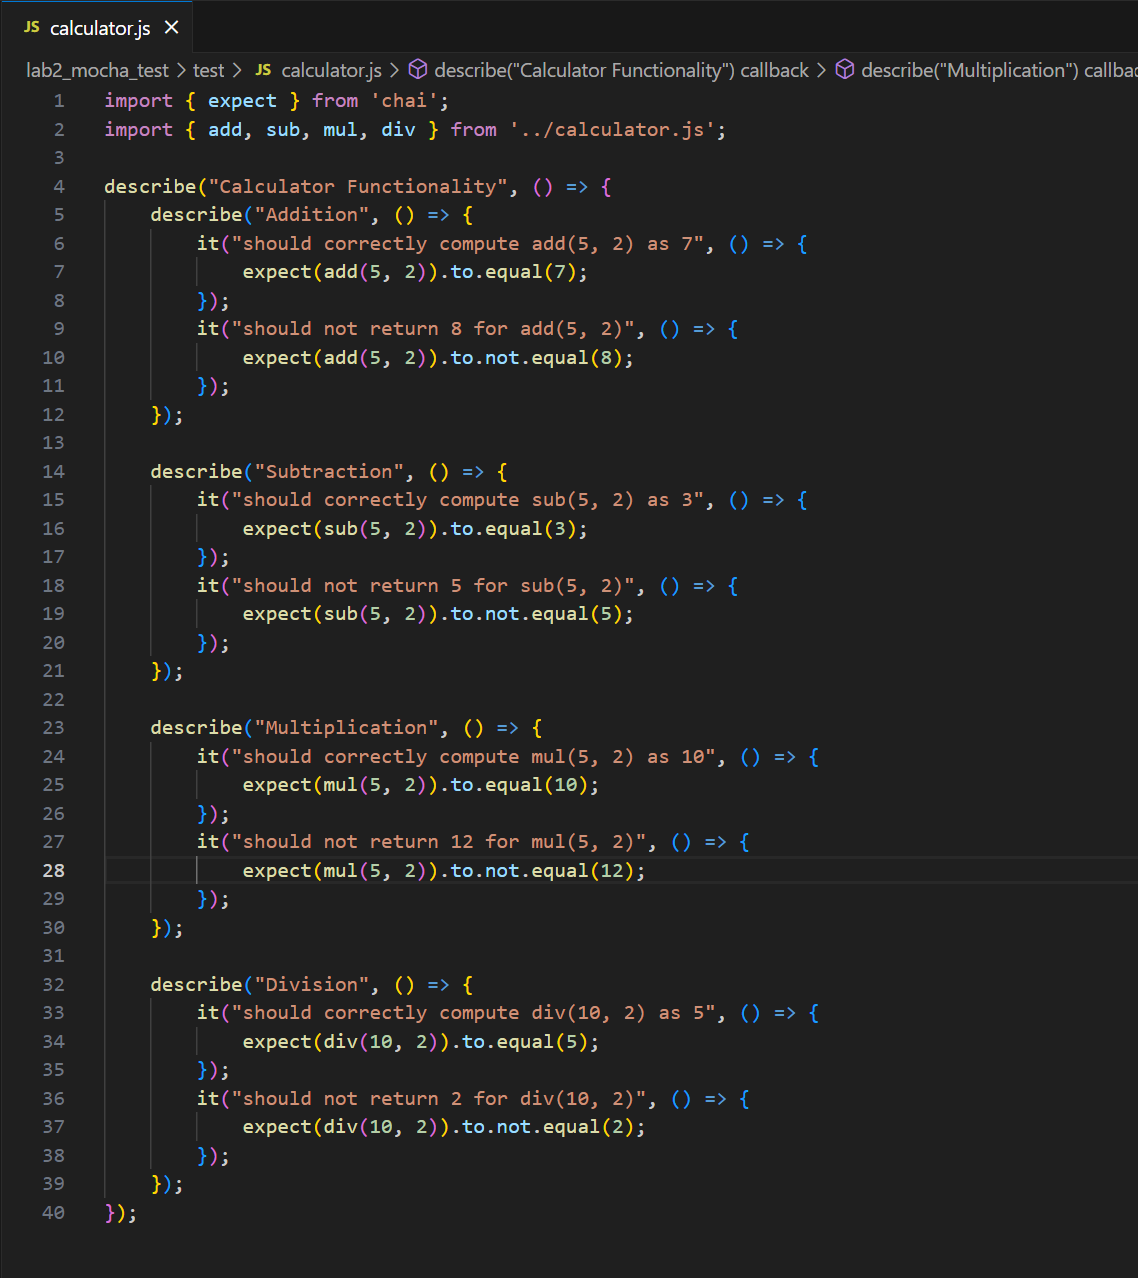 JS calculator.js ×
lab2_mocha_test > test > JS calculator.js > describe("Calculator Functionality") callback > describe("Multiplication")
1 import { expect } from 'chai';
2 import { add, sub, mul, div } from '../calculator.js';
3
4 describe("Calculator Functionality", () => {
5     describe("Addition", () => {
6         it("should correctly compute add(5, 2) as 7", () => {
7             expect(add(5, 2)).to.equal(7);
8         });
9         it("should not return 8 for add(5, 2)", () => {
10             expect(add(5, 2)).to.not.equal(8);
11         });
12     });
13
14     describe("Subtraction", () => {
15         it("should correctly compute sub(5, 2) as 3", () => {
16             expect(sub(5, 2)).to.equal(3);
17         });
18         it("should not return 5 for sub(5, 2)", () => {
19             expect(sub(5, 2)).to.not.equal(5);
20         });
21     });
22
23     describe("Multiplication", () => {
24         it("should correctly compute mul(5, 2) as 10", () => {
25             expect(mul(5, 2)).to.equal(10);
26         });
27         it("should not return 12 for mul(5, 2)", () => {
28             expect(mul(5, 2)).to.not.equal(12);
29         });
30     });
31
32     describe("Division", () => {
33         it("should correctly compute div(10, 2) as 5", () => {
34             expect(div(10, 2)).to.equal(5);
35         });
36         it("should not return 2 for div(10, 2)", () => {
37             expect(div(10, 2)).to.not.equal(2);
38         });
39     });
40 });